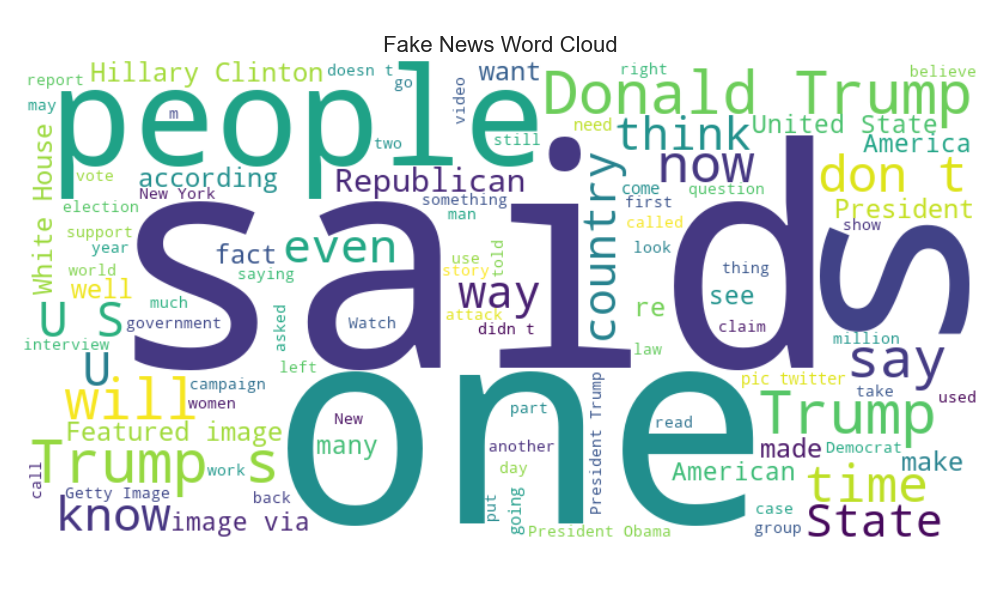 Fake News Word Cloud
report
Hillary Clinton
doesn t
go
video
want
right
believe
may
people
m
two
still
Donald Trump
need
think
United State
America
White House
vote
according
New York
Republican
something
man
now
come
first
question
don t
President
election
support
year
world
well
said
fact
saying
even
use
told
story
way
attack
didn t
country
called
look
re
thing
see
claim
show
s
much
U S
government
interview
asked
Watch
left
law
million
say
U
will
campaign
women
Featured image
New
many
one
part
another
day
President Trump
read
pic twitter
take
used
Trump
made
Democrat
make
Trump s
work
call
Getty Image
back
know
image via
put
going
President Obama
American
time
case
group
State